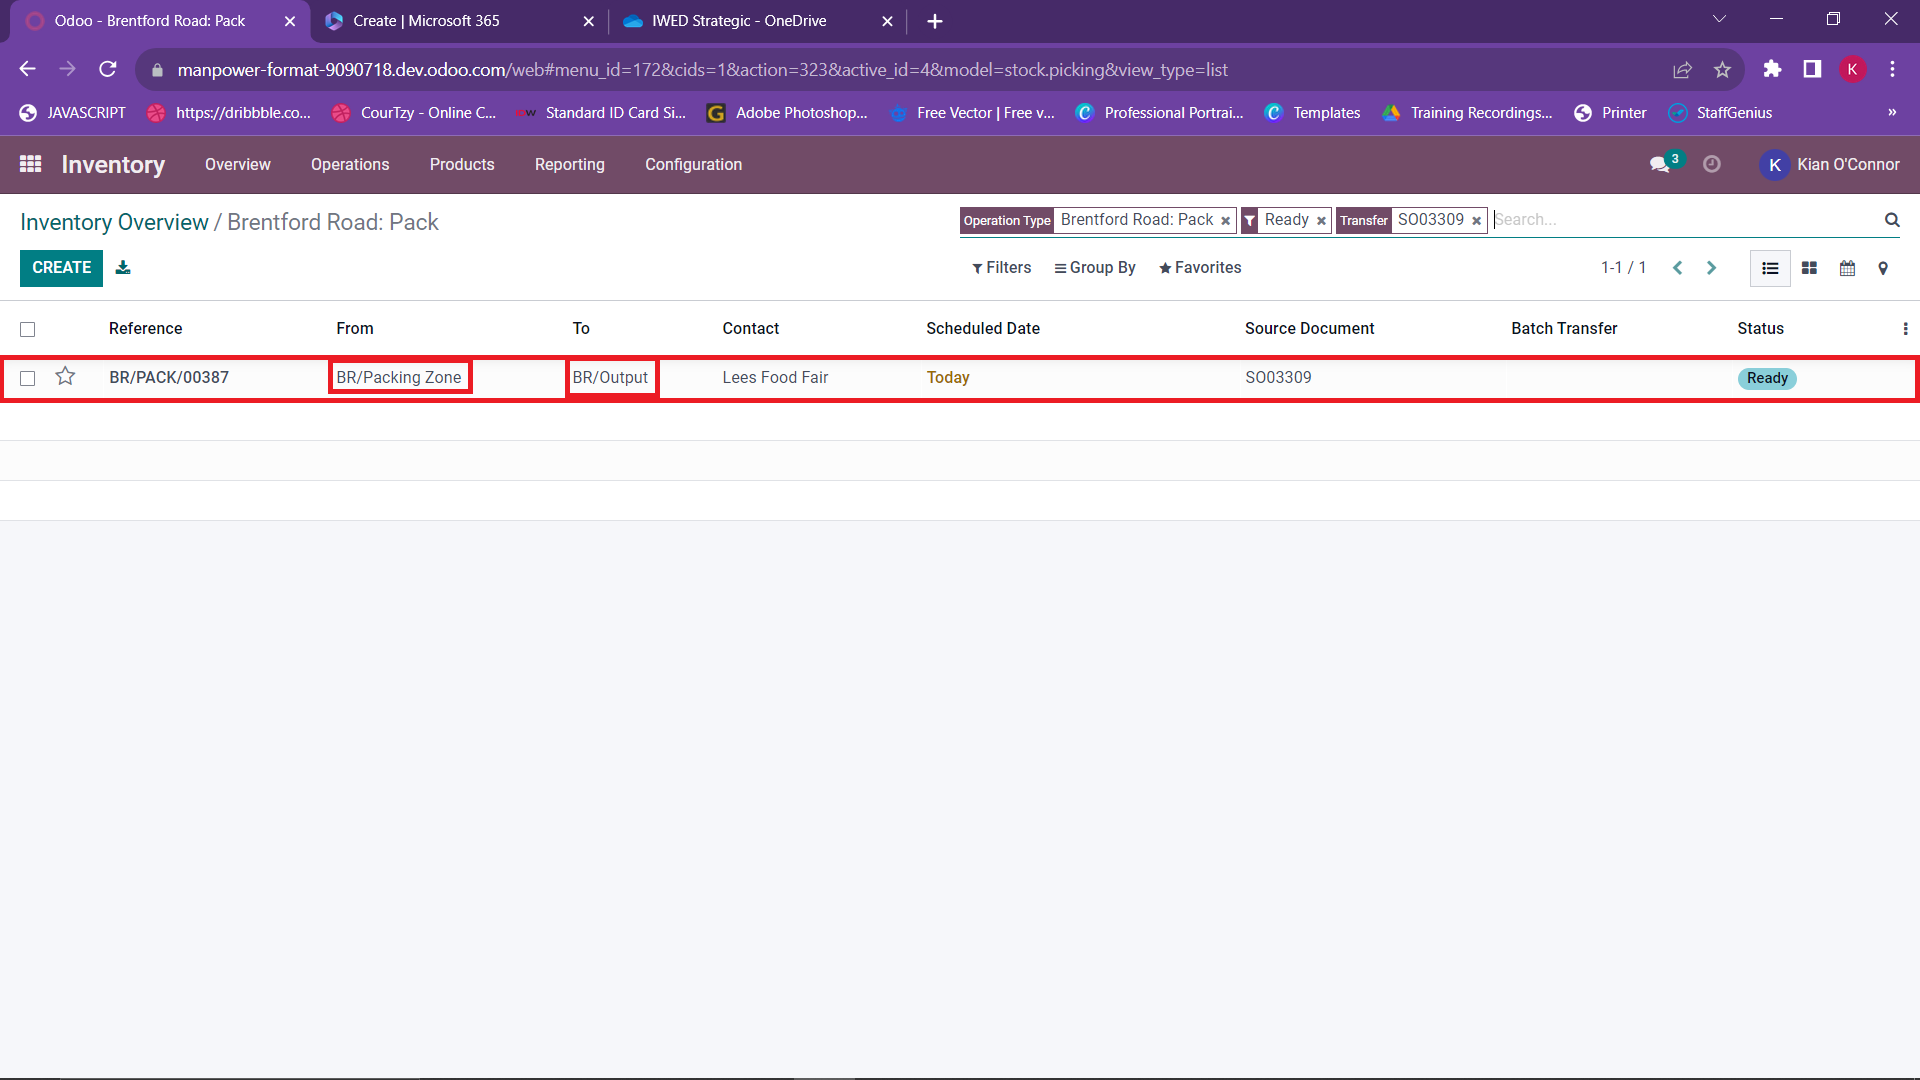 Odoo - Brentford Road: Pack
Create | Microsoft 365
IWED Strategic - OneDrive
manpower-format-9090718.dev.odoo.com/web#menu_id=172&cids=1&action=323&active_id=4&model=stock.picking&view_type=list
K
JAVASCRIPT
https://dribbble.co...
CourTzy - Online C...
Standard ID Card Si...
Adobe Photoshop...
Free Vector | Free v...
Professional Portrai...
Templates
Training Recordings...
Printer
StaffGenius
»
Inventory
Overview
Operations
Products
Reporting
Configuration
3
K
Kian O'Connor
Inventory Overview / Brentford Road: Pack
Operation Type
Brentford Road: Pack
Ready
Transfer
SO03309
Search...
CREATE
Filters
Group By
Favorites
1-1 / 1
Reference
From
To
Contact
Scheduled Date
Source Document
Batch Transfer
Status
BR/PACK/00387
BR/Packing Zone
BR/Output
Lees Food Fair
Today
SO03309
Ready